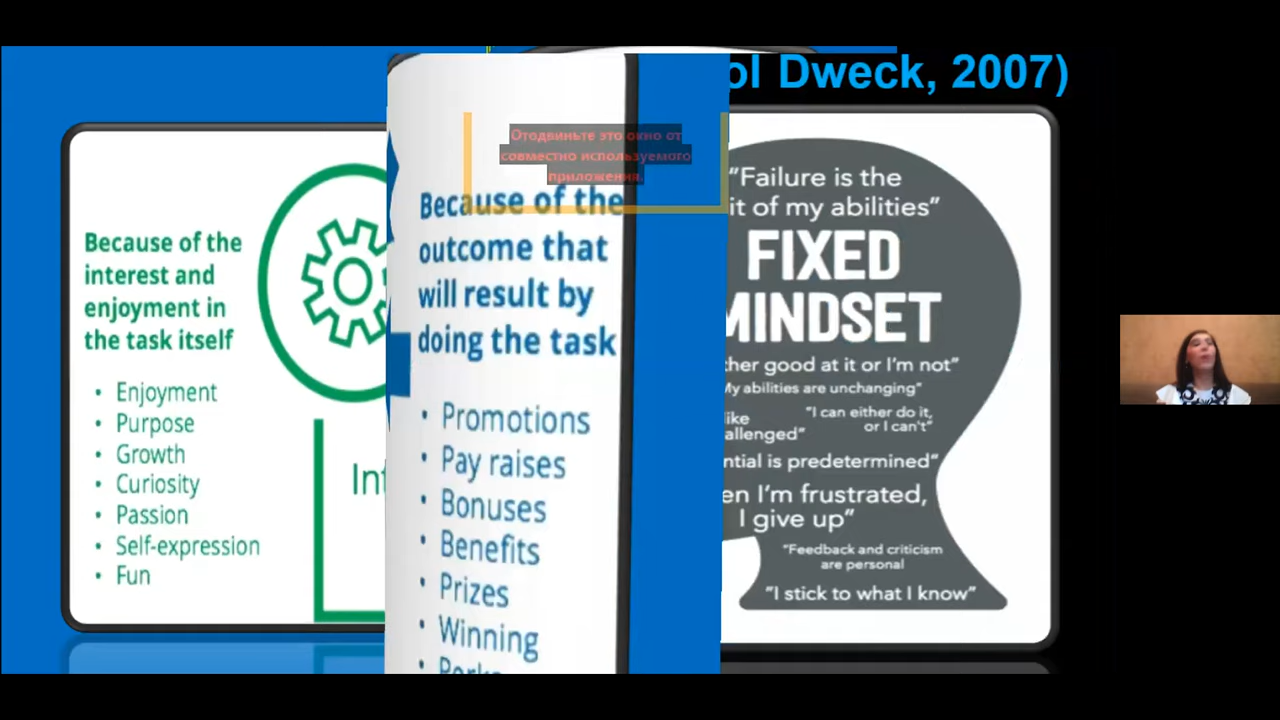 Because of the
interest and
enjoyment in
the task itself
• Enjoyment
• Purpose
• Growth
• Curiosity
• Passion
• Self-expression
• Fun
Int
Отодвиньте это окно от
совместно используемого
приложения.
Because of the
outcome that
will result by
doing the task
• Promotions
• Pay raises
• Bonuses
• Benefits
• Prizes
• Winning
ol Dweck, 2007)
“Failure is the
it of my abilities”
FIXED
MINDSET
ther good at it or I’m not”
My abilities are unchanging”
like
allenged”
“I can either do it,
or I can’t”
ntial is predetermined”
en I’m frustrated,
I give up”
“Feedback and criticism
are personal
“I stick to what I know”